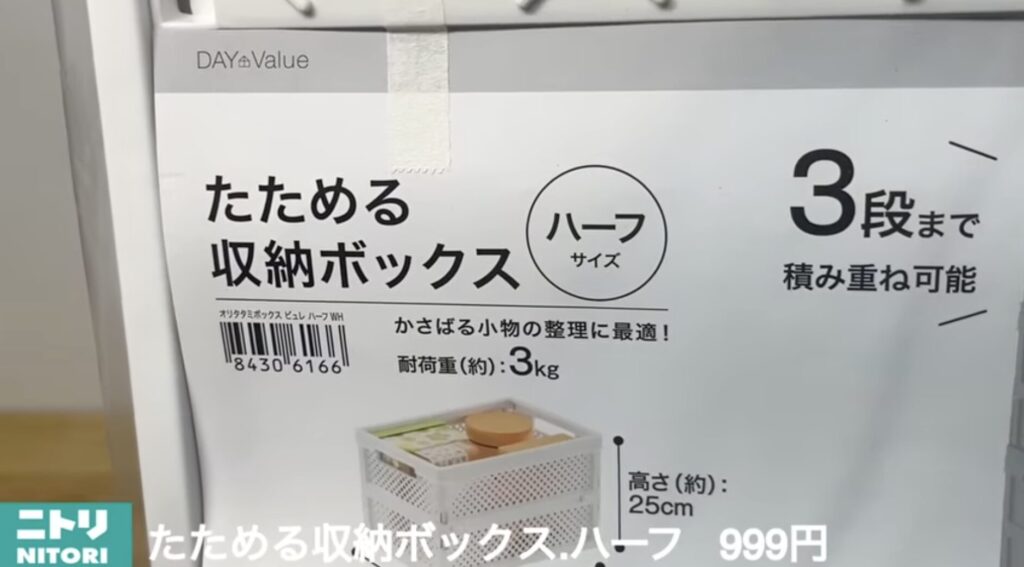 DAY Value
たためる
収納ボックス
ハーフ
サイズ
3段まで
積み重ね可能
オリタタミボックス ピュレ ハーフ WH
84306166
かさばる小物の整理に最適！
耐荷重（約）：3kg
高さ（約）：
25cm
ニトリ
NITORI
たためる収納ボックス.ハーフ 999円